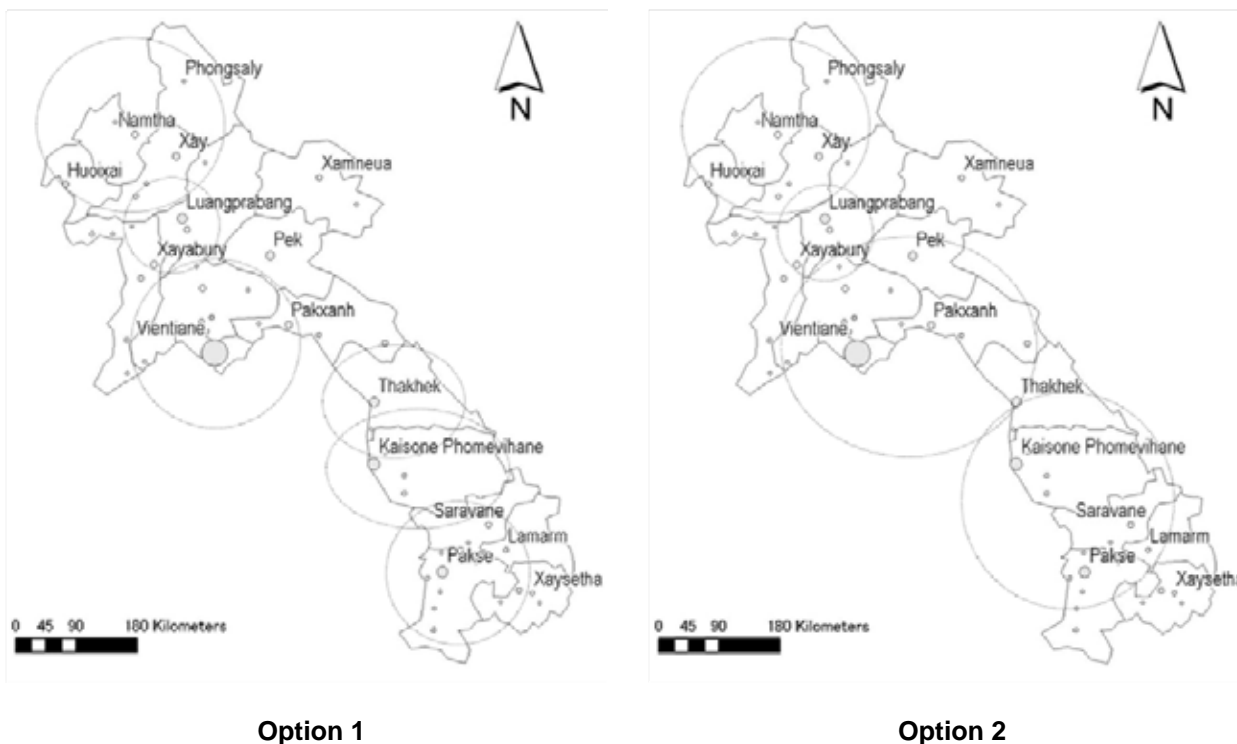 Phongsaly
N
Namtha
Xay
Xamneua
Huoixai
Luangprabang
Pek
Xayabury
Pakxanh
Vientiane
Thakhek
Kaisone Phomevihane
Saravane
Lamarm
Pakse
Xaysetha
0 45 90 180 Kilometers
Option 1
Phongsaly
N
Namtha
Xay
Xamneua
Huoixai
Luangprabang
Pek
Xayabury
Pakxanh
Vientiane
Thakhek
Kaisone Phomevihane
Saravane
Lamarm
Pakse
Xaysetha
0 45 90 180 Kilometers
Option 2